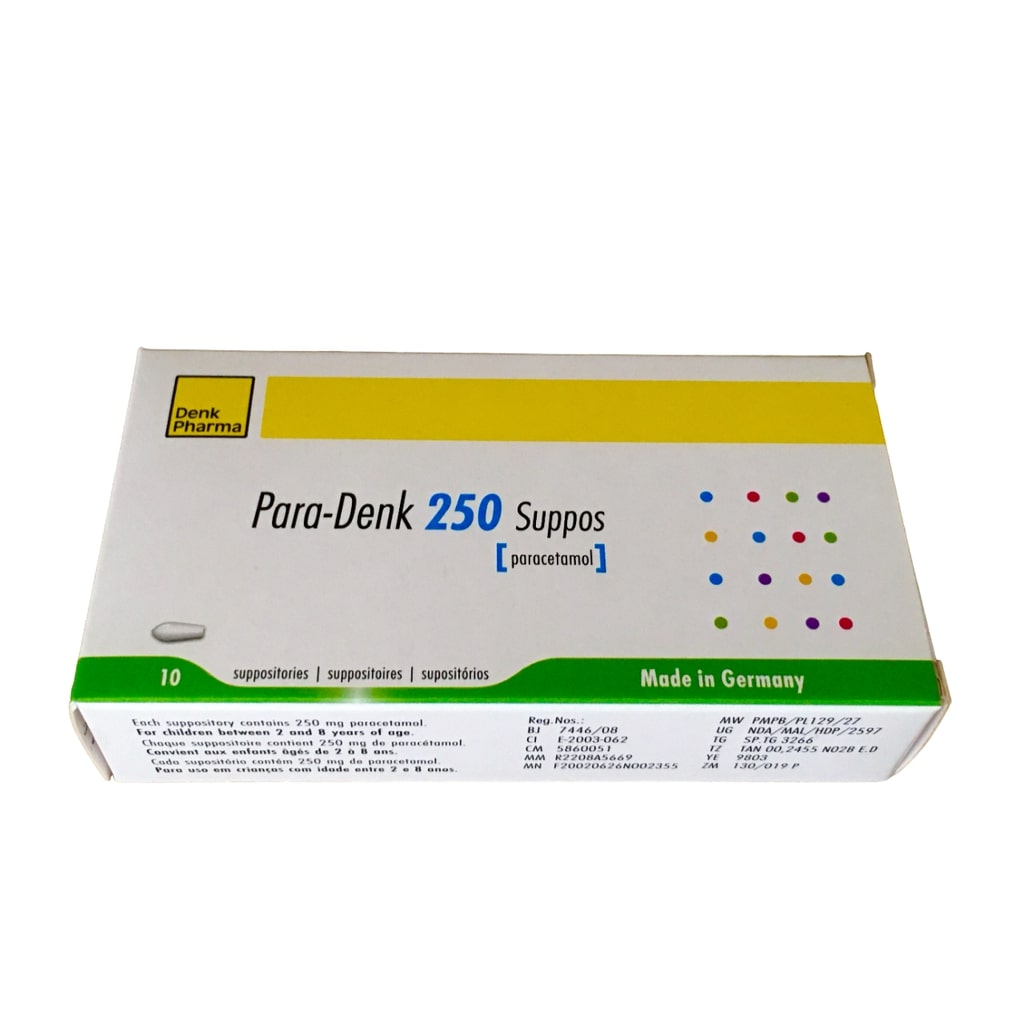 Denk
Pharma
Para-Denk 250 Suppos
[paracetamol]
10 suppositories | suppositoires | supositórios
Made in Germany
Each suppository contains 250 mg paracetamol.
For children between 2 and 8 years of age.
Chaque suppositoire contient 250 mg de paracétamol.
Convient aux enfants âgés de 2 à 8 ans.
Cada supositório contém 250 mg de paracetamol.
Para uso em crianças com idade entre 2 e 8 anos.
Reg.Nos.:
BJ 7446/08
CI E-2003-062
CM 5860051
MM R2208A5669
MN F20020626N002355
MW PMPB/PL129/27
UG NDA/MAL/HDP/2597
TG SP.TG 3266
TZ TAN 00,2455 N02B E.D
YE 9803
ZM 130/019 P